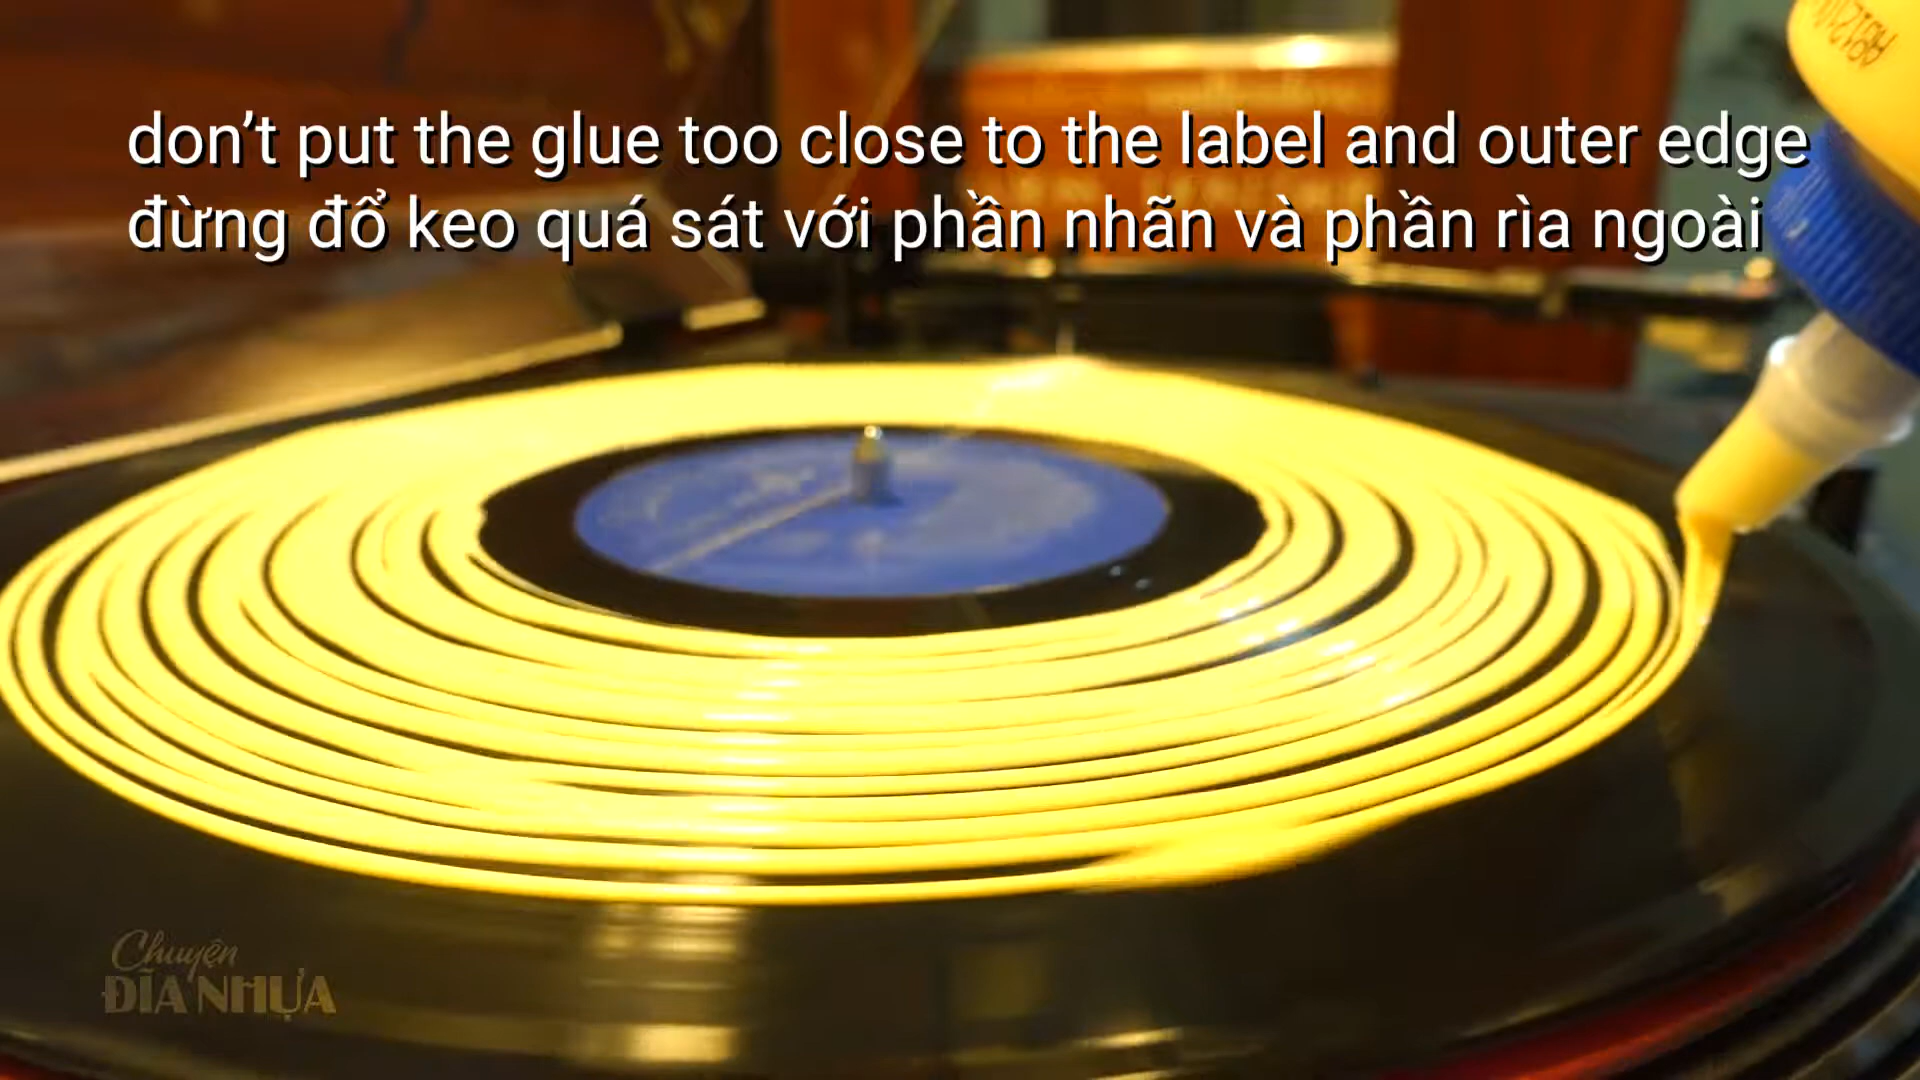 don't put the glue too close to the label and outer edge
đừng đổ keo quá sát với phần nhãn và phần rìa ngoài
Chuyện
ĐĨA NHỰA